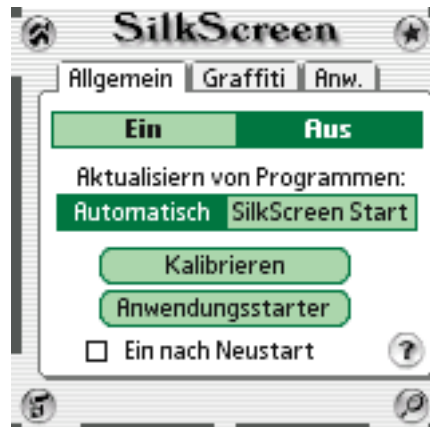 SilkScreen
Allgemein Graffiti Anw.
Ein Aus
Aktualisiern von Programmen:
Automatisch SilkScreen Start
Kalibrieren
Anwendungsstarter
Ein nach Neustart ?